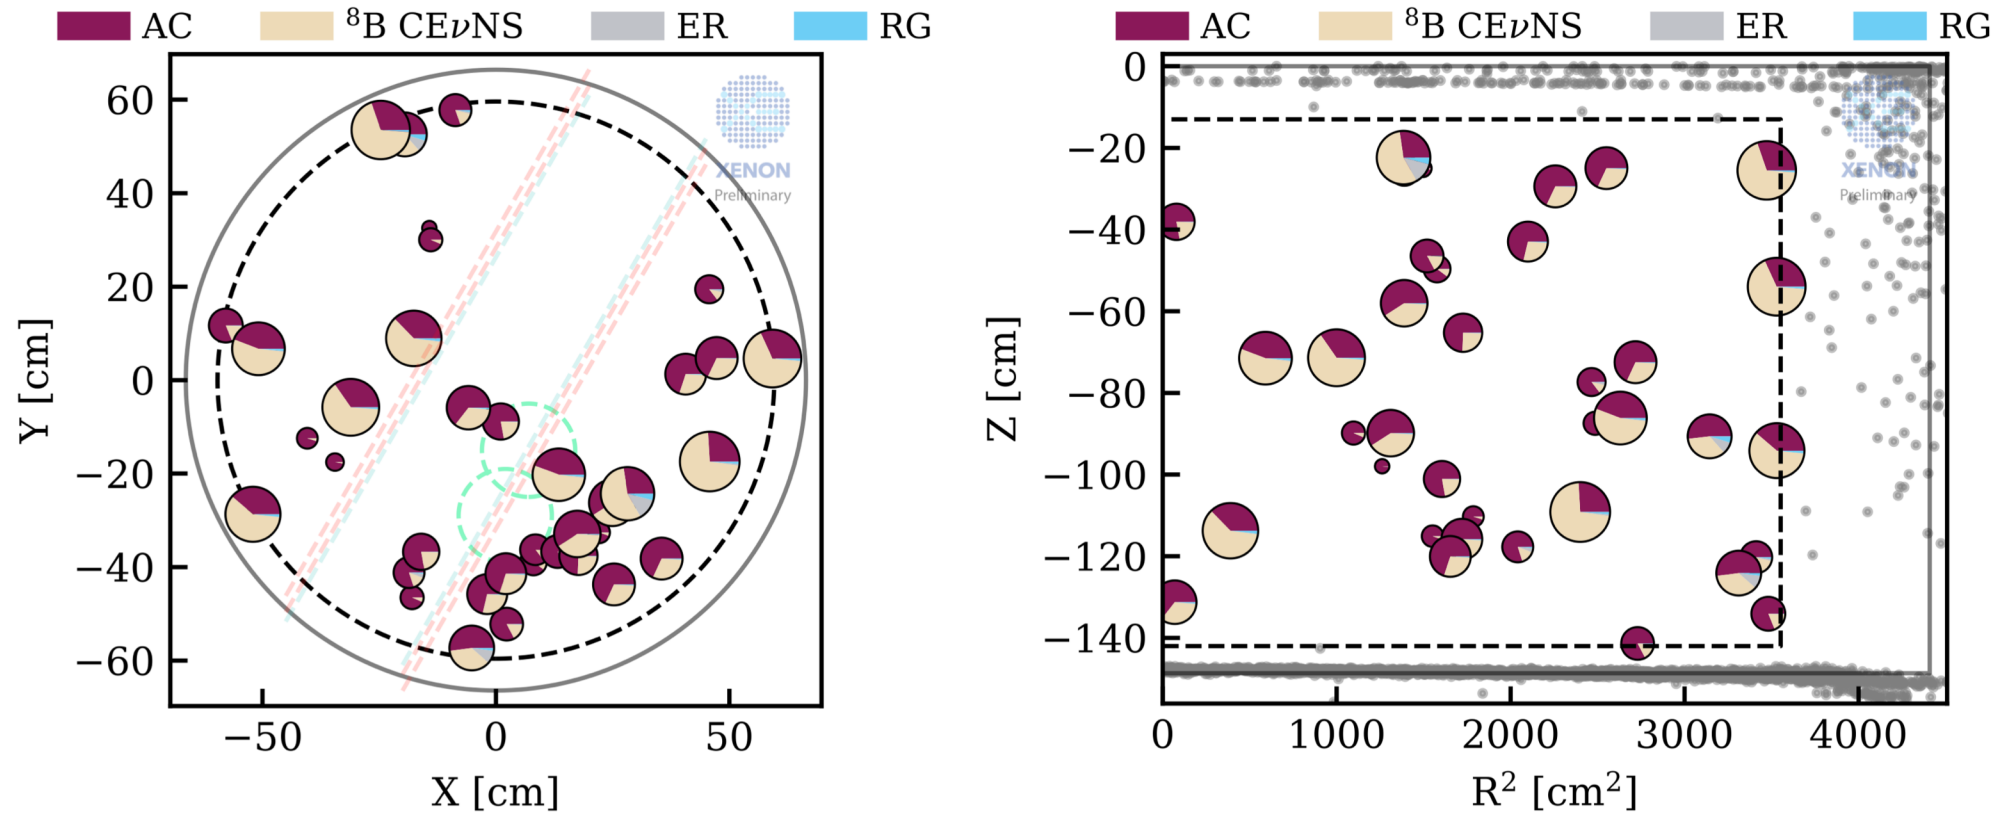 AC ⁸B CEνNS ER RG
60
40
20
0
−20
−40
−60
Y [cm]
−50 0 50
X [cm]
XENON
Preliminary
AC ⁸B CEνNS ER RG
0
−20
−40
−60
−80
−100
−120
−140
Z [cm]
0 1000 2000 3000 4000
R² [cm²]
XENON
Preliminary